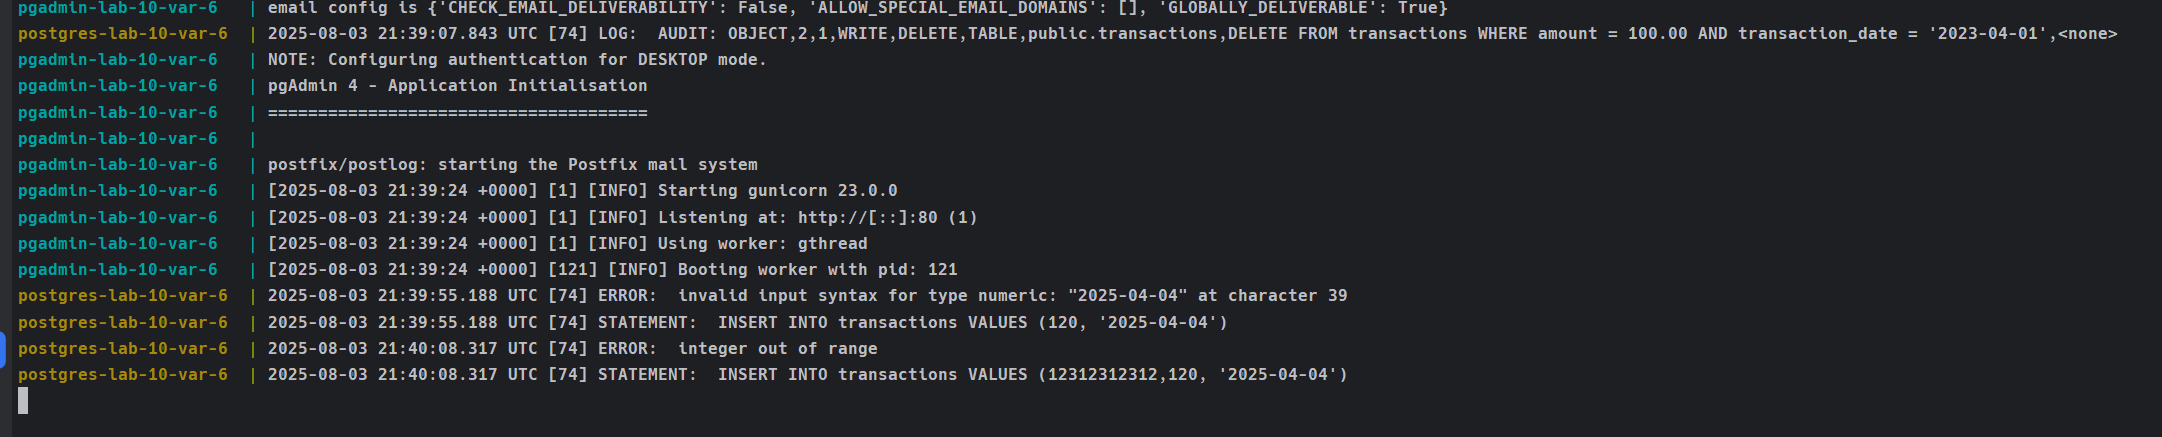 pgadmin-lab-10-var-6   | email config is {'CHECK_EMAIL_DELIVERABILITY': False, 'ALLOW_SPECIAL_EMAIL_DOMAINS': [], 'GLOBALLY_DELIVERABLE': True}
postgres-lab-10-var-6  | 2025-08-03 21:39:07.843 UTC [74] LOG:  AUDIT: OBJECT,2,1,WRITE,DELETE,TABLE,public.transactions,DELETE FROM transactions WHERE amount = 100.00 AND transaction_date = '2023-04-01',<none>
pgadmin-lab-10-var-6   | NOTE: Configuring authentication for DESKTOP mode.
pgadmin-lab-10-var-6   | pgAdmin 4 - Application Initialisation
pgadmin-lab-10-var-6   | ======================================
pgadmin-lab-10-var-6   |
pgadmin-lab-10-var-6   | postfix/postlog: starting the Postfix mail system
pgadmin-lab-10-var-6   | [2025-08-03 21:39:24 +0000] [1] [INFO] Starting gunicorn 23.0.0
pgadmin-lab-10-var-6   | [2025-08-03 21:39:24 +0000] [1] [INFO] Listening at: http://[::]:80 (1)
pgadmin-lab-10-var-6   | [2025-08-03 21:39:24 +0000] [1] [INFO] Using worker: gthread
pgadmin-lab-10-var-6   | [2025-08-03 21:39:24 +0000] [121] [INFO] Booting worker with pid: 121
postgres-lab-10-var-6  | 2025-08-03 21:39:55.188 UTC [74] ERROR:  invalid input syntax for type numeric: "2025-04-04" at character 39
postgres-lab-10-var-6  | 2025-08-03 21:39:55.188 UTC [74] STATEMENT:  INSERT INTO transactions VALUES (120, '2025-04-04')
postgres-lab-10-var-6  | 2025-08-03 21:40:08.317 UTC [74] ERROR:  integer out of range
postgres-lab-10-var-6  | 2025-08-03 21:40:08.317 UTC [74] STATEMENT:  INSERT INTO transactions VALUES (12312312312,120, '2025-04-04')